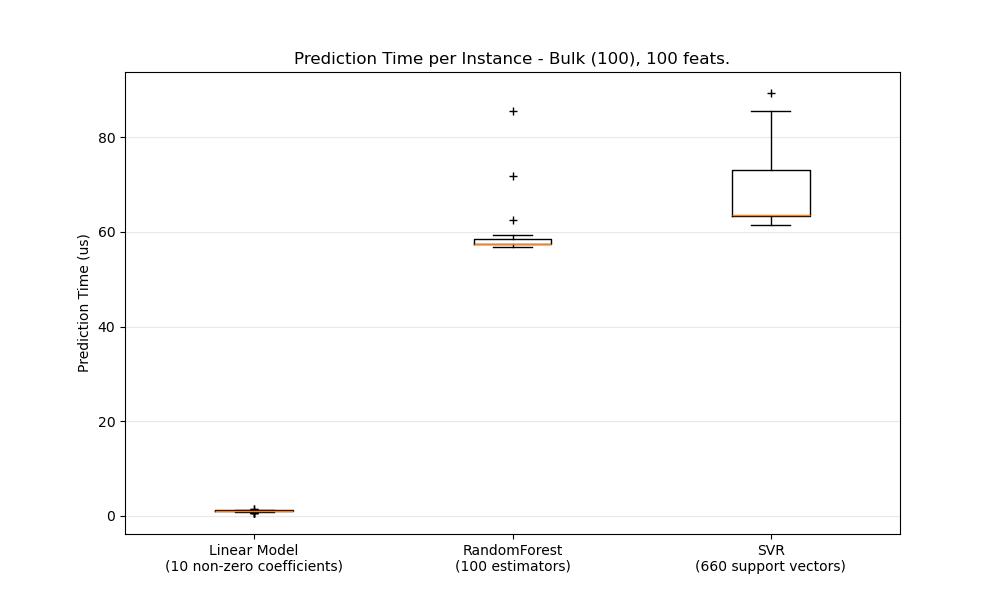 Prediction Time per Instance - Bulk (100), 100 feats.
Prediction Time (us)
80
60
40
20
0
Linear Model
(10 non-zero coefficients)
RandomForest
(100 estimators)
SVR
(660 support vectors)